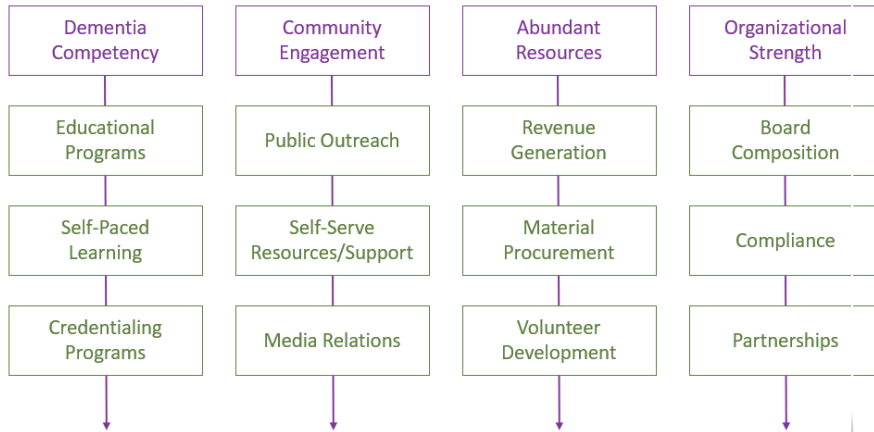 Dementia
Competency
Community
Engagement
Abundant
Resources
Organizational
Strength
Educational
Programs
Public Outreach
Revenue
Generation
Board
Composition
Self-Paced
Learning
Self-Serve
Resources/Support
Material
Procurement
Compliance
Credentialing
Programs
Media Relations
Volunteer
Development
Partnerships